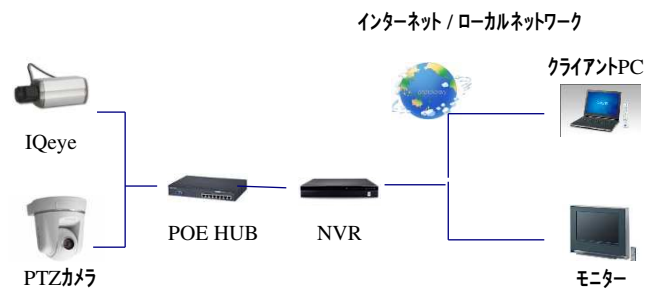 インターネット / ローカルネットワーク
クライアントPC
IQeye
POE HUB
NVR
PTZカメラ
モニター